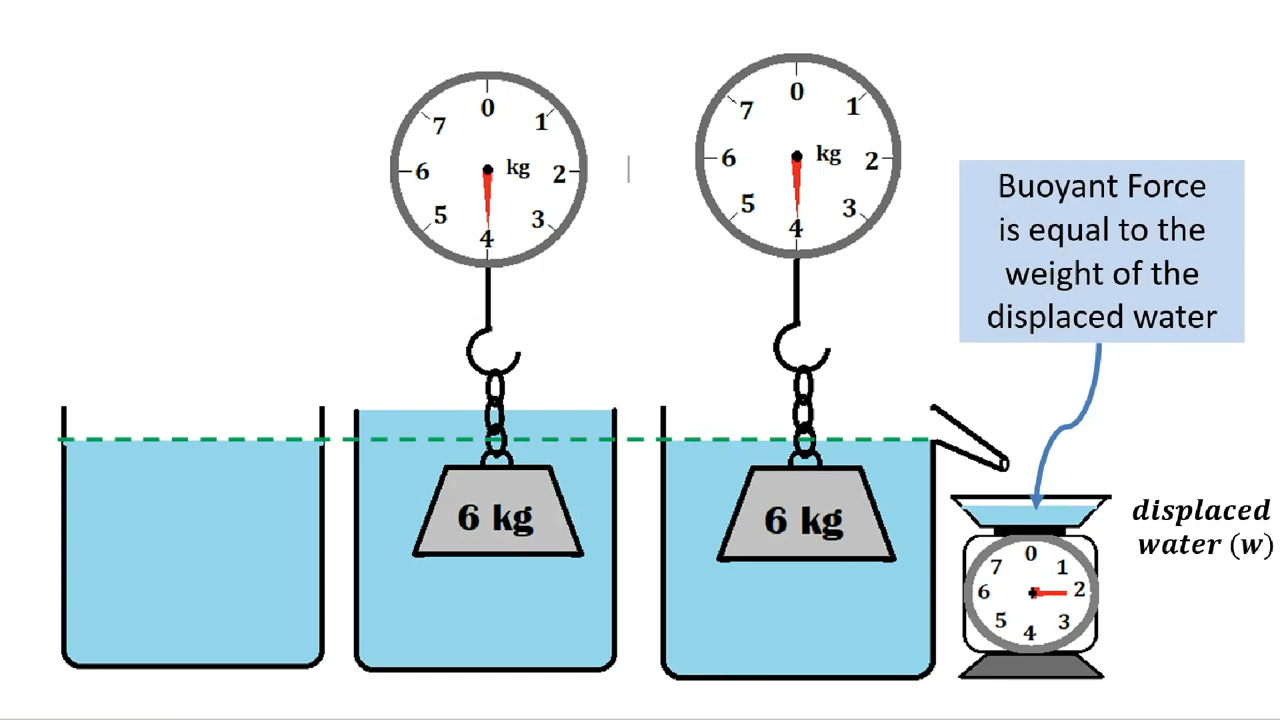 0
7
1
6
kg
2
5
3
4
0
7
1
6
kg
2
5
3
4
Buoyant Force
is equal to the
weight of the
displaced water
6 kg
6 kg
displaced
water (w)
0
7
1
6
2
5
3
4